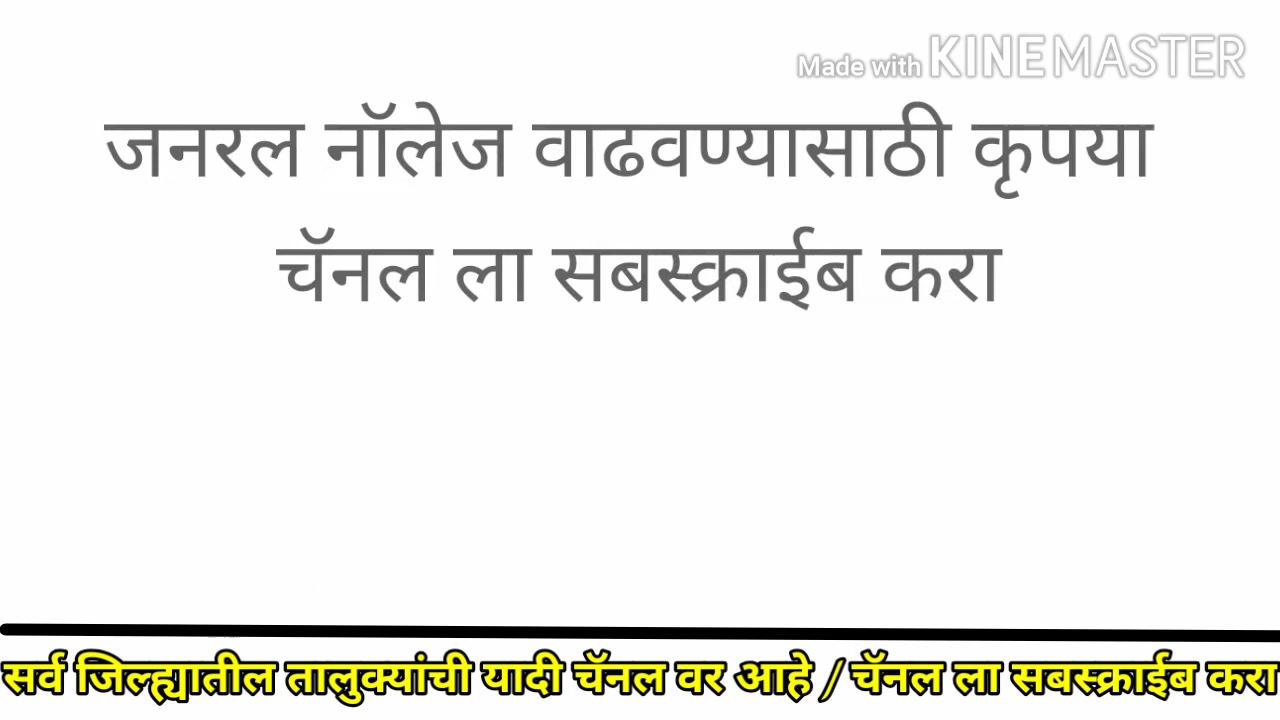 Made with KINEMASTER
जनरल नॉलेज वाढवण्यासाठी कृपया
चॅनल ला सबस्क्राईब करा
सर्व जिल्ह्यातील तालुक्यांची यादी चॅनल वर आहे / चॅनल ला सबस्क्राईब करा